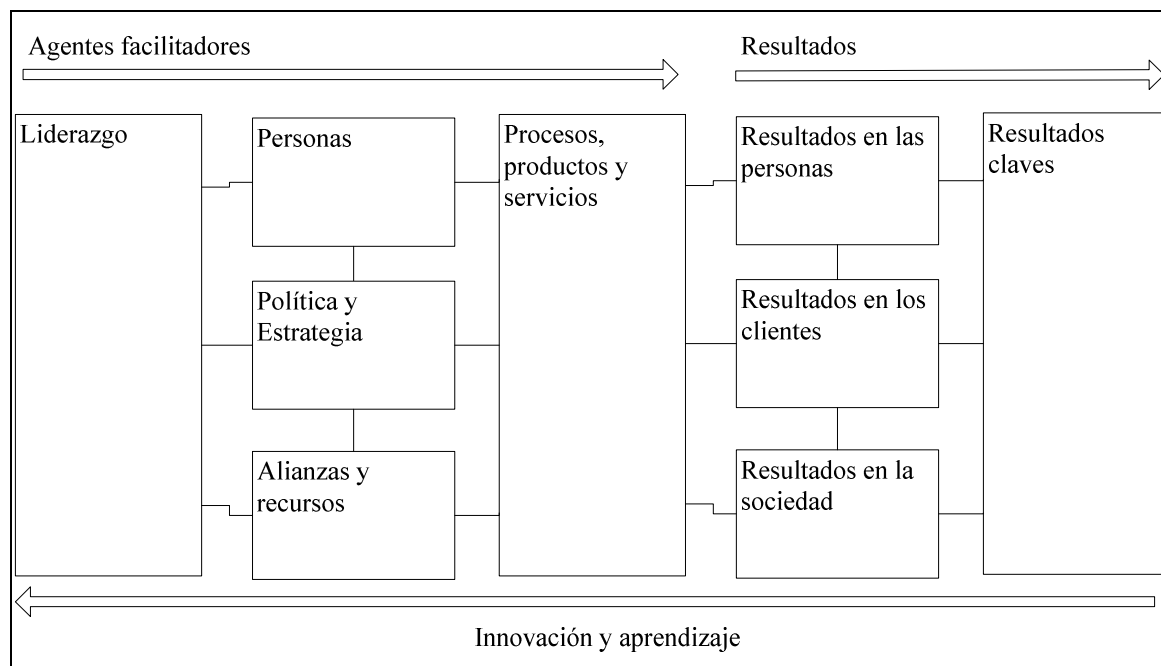 Agentes facilitadores
Resultados
Liderazgo
Personas
Política y
Estrategia
Alianzas y
recursos
Procesos,
productos y
servicios
Resultados en las
personas
Resultados en los
clientes
Resultados en la
sociedad
Resultados
claves
Innovación y aprendizaje